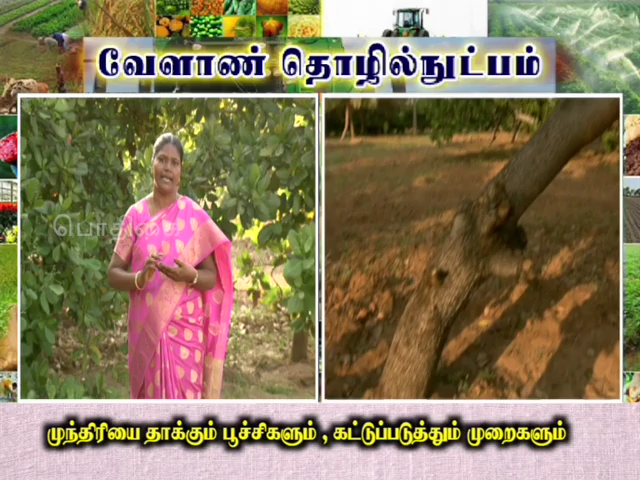 வேளாண் தொழில்நுட்பம்
பொதிகை
முந்திரியை தாக்கும் பூச்சிகளும் , கட்டுப்படுத்தும் முறைகளும்